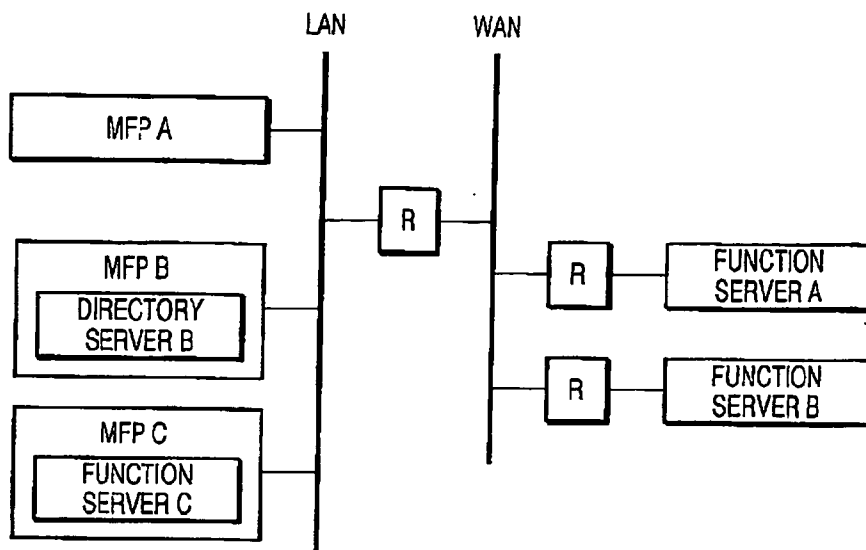 LAN
WAN
MFP A
R
MFP B
DIRECTORY
SERVER B
R
FUNCTION
SERVER A
R
FUNCTION
SERVER B
MFP C
FUNCTION
SERVER C